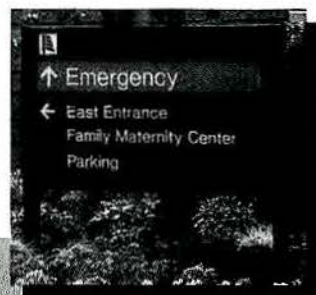 ↑ Emergency
← East Entrance
Family Maternity Center
Parking